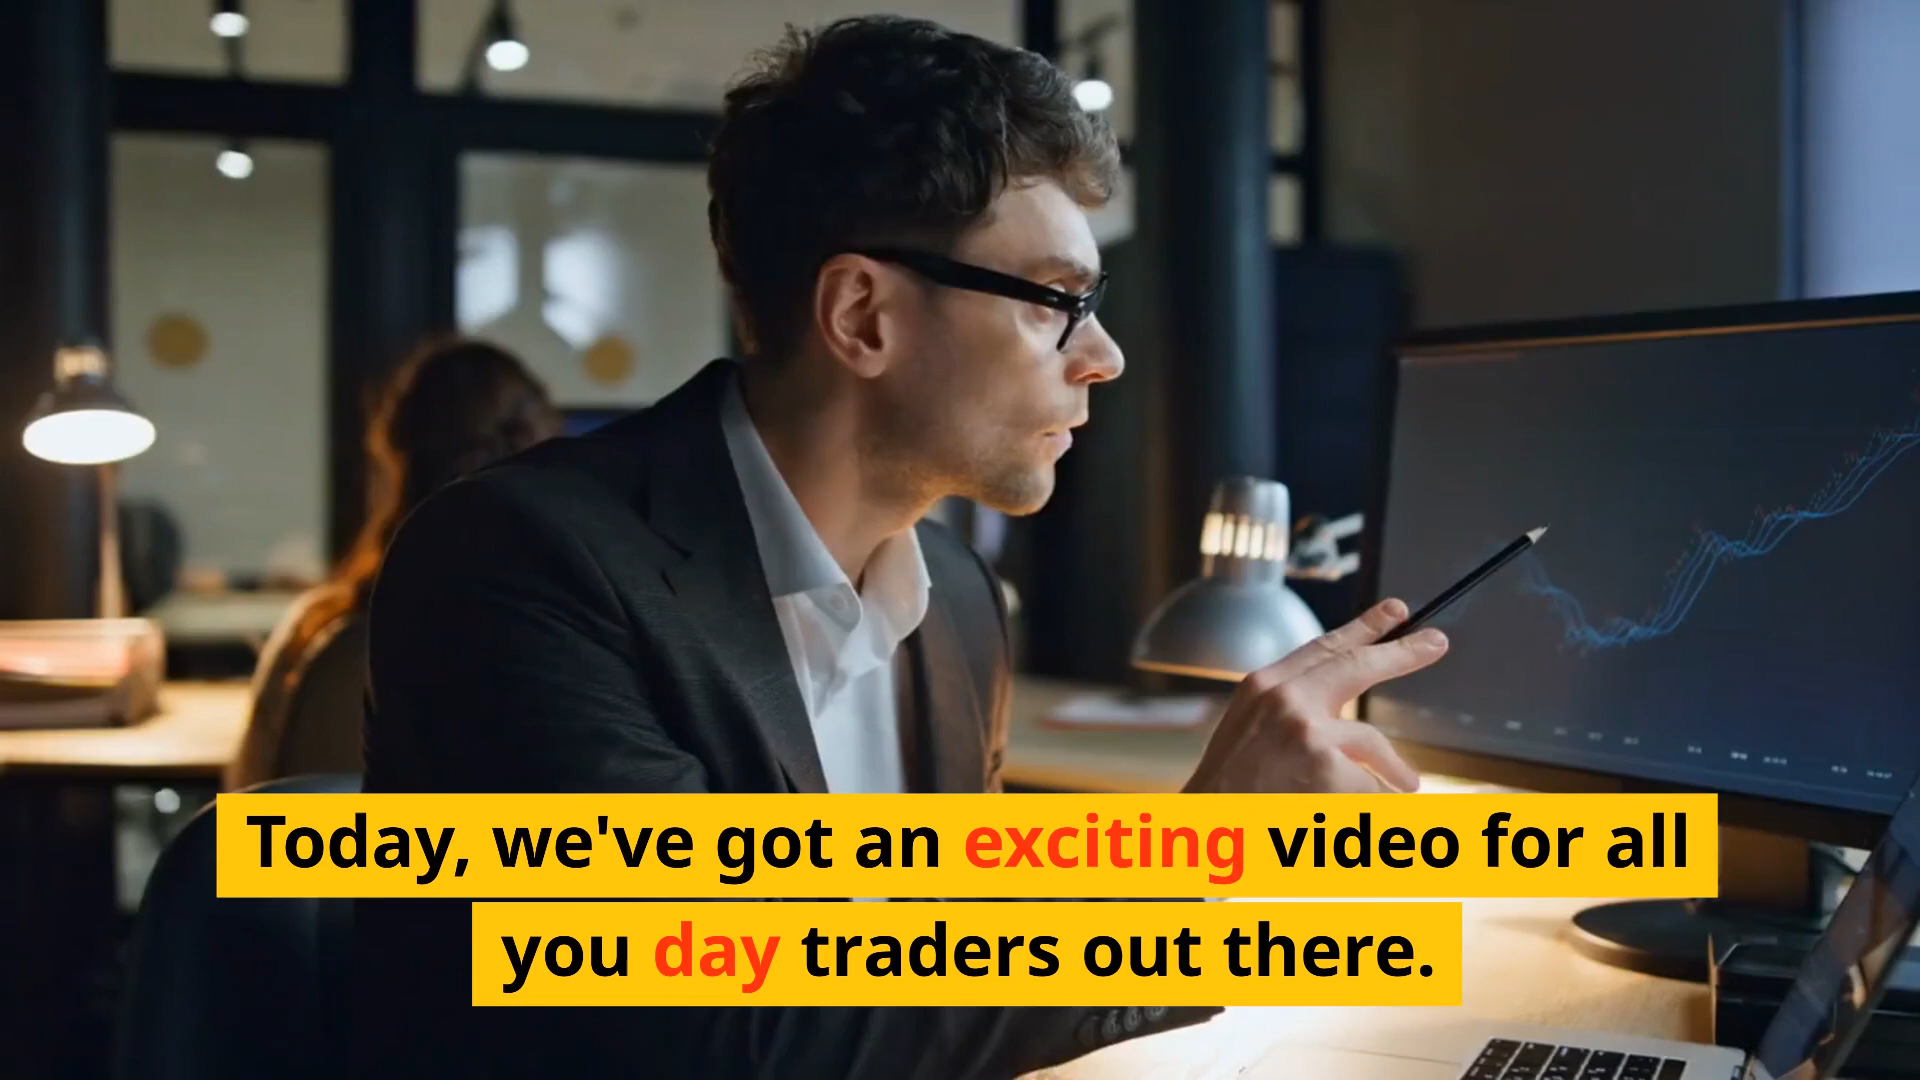 Today, we've got an exciting video for all
you day traders out there.